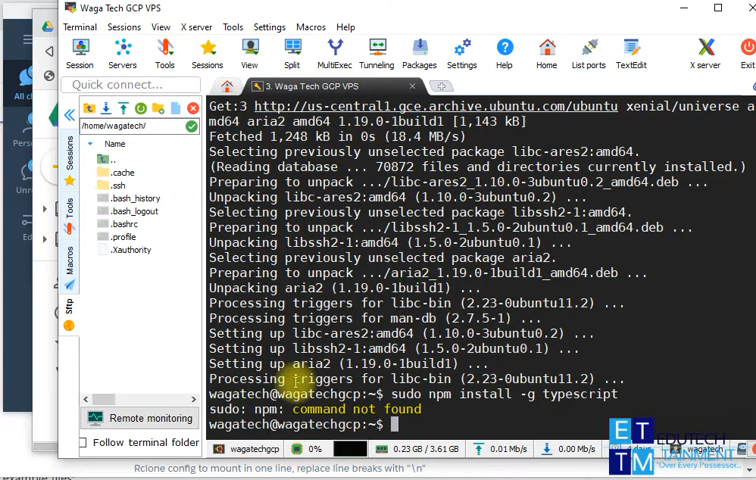 Waga Tech GCP VPS
Terminal Sessions View X server Tools Settings Macros Help
Session Servers Tools Sessions View Split MultiExec Tunneling Packages Settings Help Home List ports TextEdit X server Exit
Quick connect...
3. Waga Tech GCP VPS
/home/wagatech/
Name
..
.cache
.ssh
.bash_history
.bash_logout
.bashrc
.profile
.Xauthority
Sessions
Tools
Macros
Sftp
All c
Pers
Unre
Remote monitoring
Follow terminal folder
Get:3 http://us-central1.gce.archive.ubuntu.com/ubuntu xenial/universe a
md64 aria2 amd64 1.19.0-1build1 [1,143 kB]
Fetched 1,248 kB in 0s (18.4 MB/s)
Selecting previously unselected package libc-ares2:amd64.
(Reading database ... 70872 files and directories currently installed.)
Preparing to unpack .../libc-ares2_1.10.0-3ubuntu0.2_amd64.deb ...
Unpacking libc-ares2:amd64 (1.10.0-3ubuntu0.2) ...
Selecting previously unselected package libssh2-1:amd64.
Preparing to unpack .../libssh2-1_1.5.0-2ubuntu0.1_amd64.deb ...
Unpacking libssh2-1:amd64 (1.5.0-2ubuntu0.1) ...
Selecting previously unselected package aria2.
Preparing to unpack .../aria2_1.19.0-1build1_amd64.deb ...
Unpacking aria2 (1.19.0-1build1) ...
Processing triggers for libc-bin (2.23-0ubuntu11.2) ...
Processing triggers for man-db (2.7.5-1) ...
Setting up libc-ares2:amd64 (1.10.0-3ubuntu0.2) ...
Setting up libssh2-1:amd64 (1.5.0-2ubuntu0.1) ...
Setting up aria2 (1.19.0-1build1) ...
Processing triggers for libc-bin (2.23-0ubuntu11.2) ...
wagatech@wagatechgcp:~$ sudo npm install -g typescript
sudo: npm: command not found
wagatech@wagatechgcp:~$
wagatechgcp 0% 0.23 GB / 3.61 GB 0.01 Mb/s 0.00 Mb/s wagatech
Rclone config to mount in one line, replace line breaks with "\n"
ET
TM
EDUTECH
TAINMENT
"Over Every Possessor..."